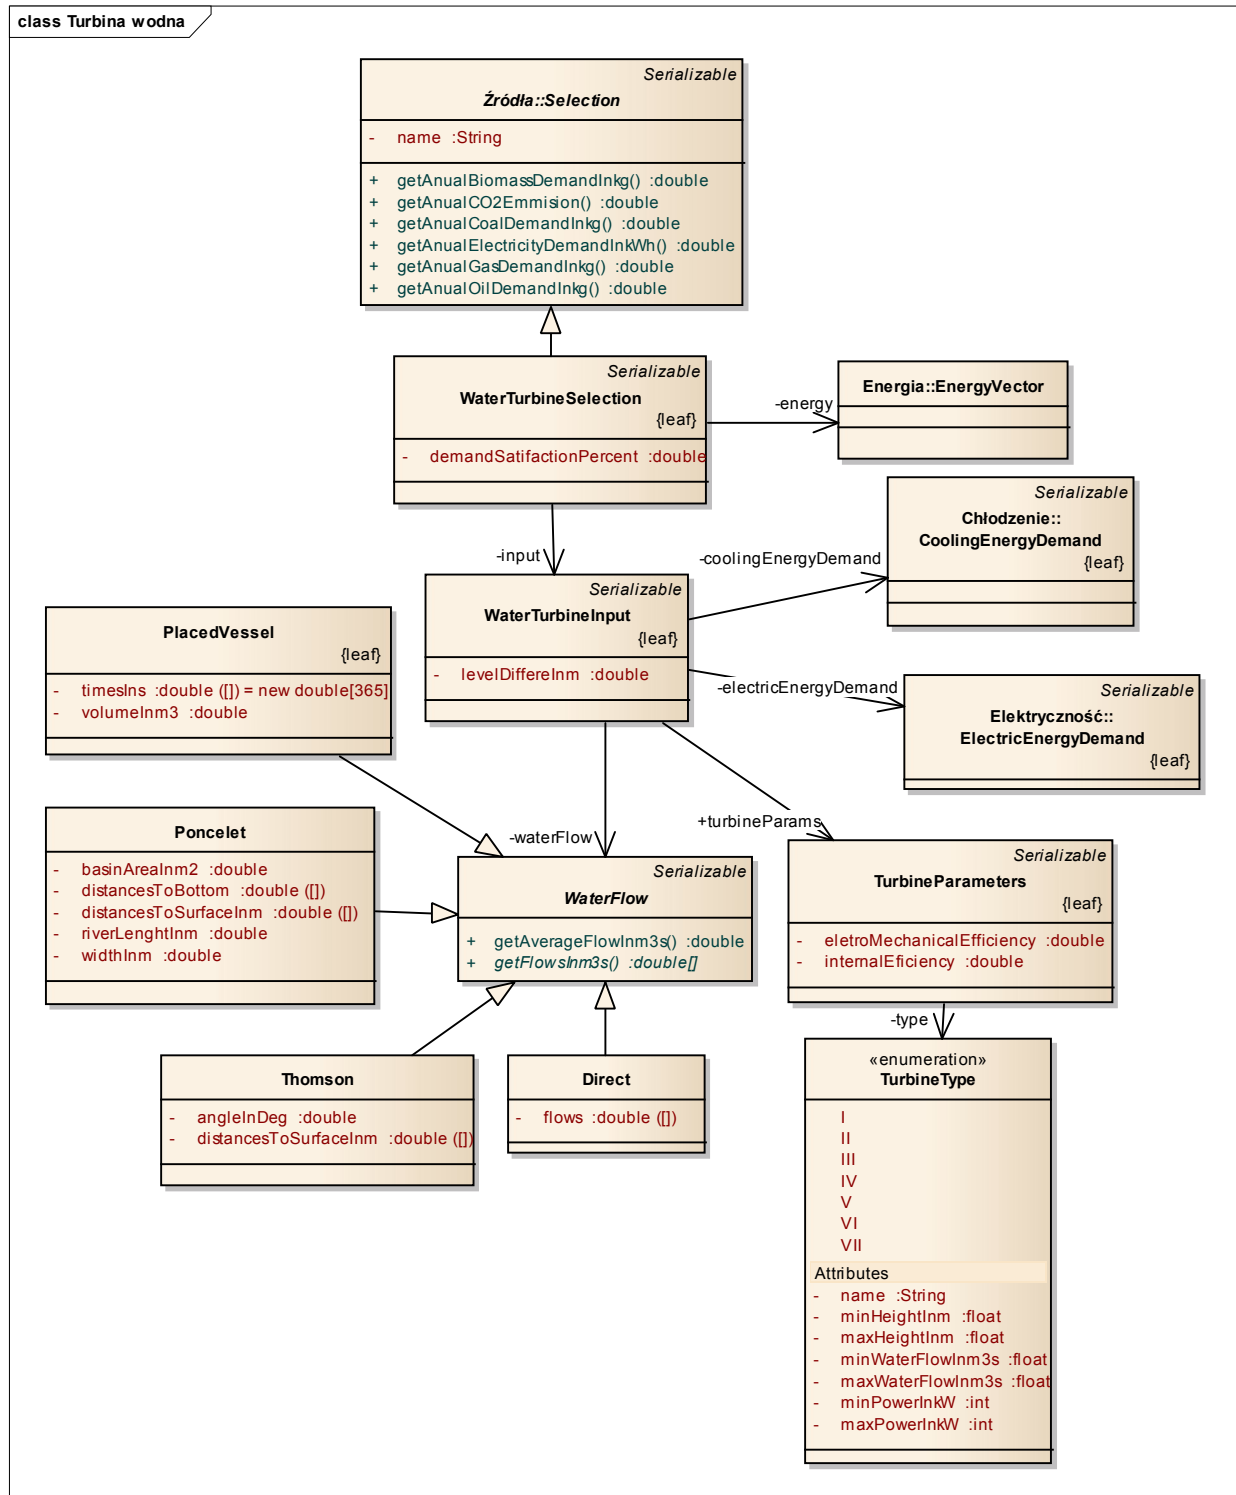 class Turbina wodna
Serializable
Źródła::Selection
- name :String
+ getAnualBiomassDemandInkg() :double
+ getAnualCO2Emmision() :double
+ getAnualCoalDemandInkg() :double
+ getAnualElectricityDemandInkWh() :double
+ getAnualGasDemandInkg() :double
+ getAnualOilDemandInkg() :double
Serializable
WaterTurbineSelection
{leaf}
- demandSatifactionPercent :double
-energy
Energia::EnergyVector
-input
Serializable
Chłodzenie::
CoolingEnergyDemand
{leaf}
-coolingEnergyDemand
Serializable
WaterTurbineInput
{leaf}
- levelDiffereInm :double
-electricEnergyDemand
Serializable
Elektryczność::
ElectricEnergyDemand
{leaf}
PlacedVessel
{leaf}
- timesIns :double ([]) = new double[365]
- volumeInm3 :double
Poncelet
- basinAreaInm2 :double
- distancesToBottom :double ([])
- distancesToSurfaceInm :double ([])
- riverLenghtInm :double
- widthInm :double
-waterFlow
+turbineParams
Serializable
WaterFlow
+ getAverageFlowInm3s() :double
+ getFlowsInm3s() :double[]
Serializable
TurbineParameters
{leaf}
- eletroMechanicalEfficiency :double
- internalEficiency :double
-type
Thomson
- angleInDeg :double
- distancesToSurfaceInm :double ([])
Direct
- flows :double ([])
«enumeration»
TurbineType
I
II
III
IV
V
VI
VII
Attributes
- name :String
- minHeightInm :float
- maxHeightInm :float
- minWaterFlowInm3s :float
- maxWaterFlowInm3s :float
- minPowerInkW :int
- maxPowerInkW :int